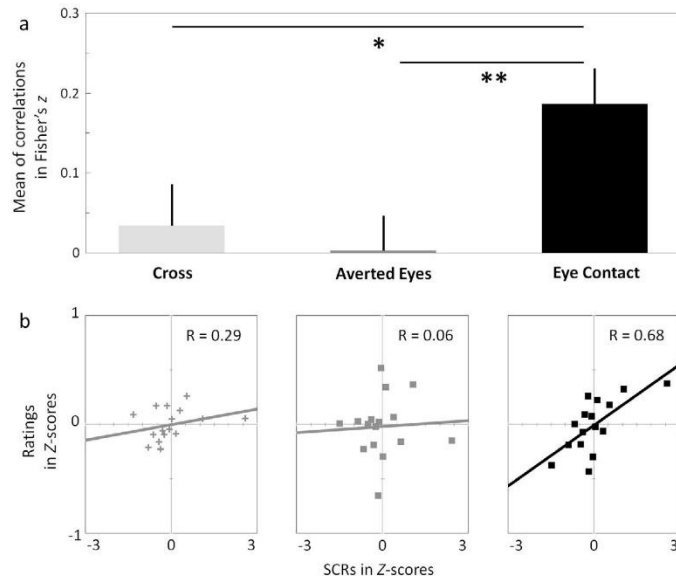 a
0.3
*
**
0.2
0.1
0
Mean of correlations
in Fisher's z
Cross
Averted Eyes
Eye Contact
b
1
0
-1
Ratings
in Z-scores
R = 0.29
R = 0.06
R = 0.68
-3 0 3
-3 0 3
-3 0 3
SCRs in Z-scores